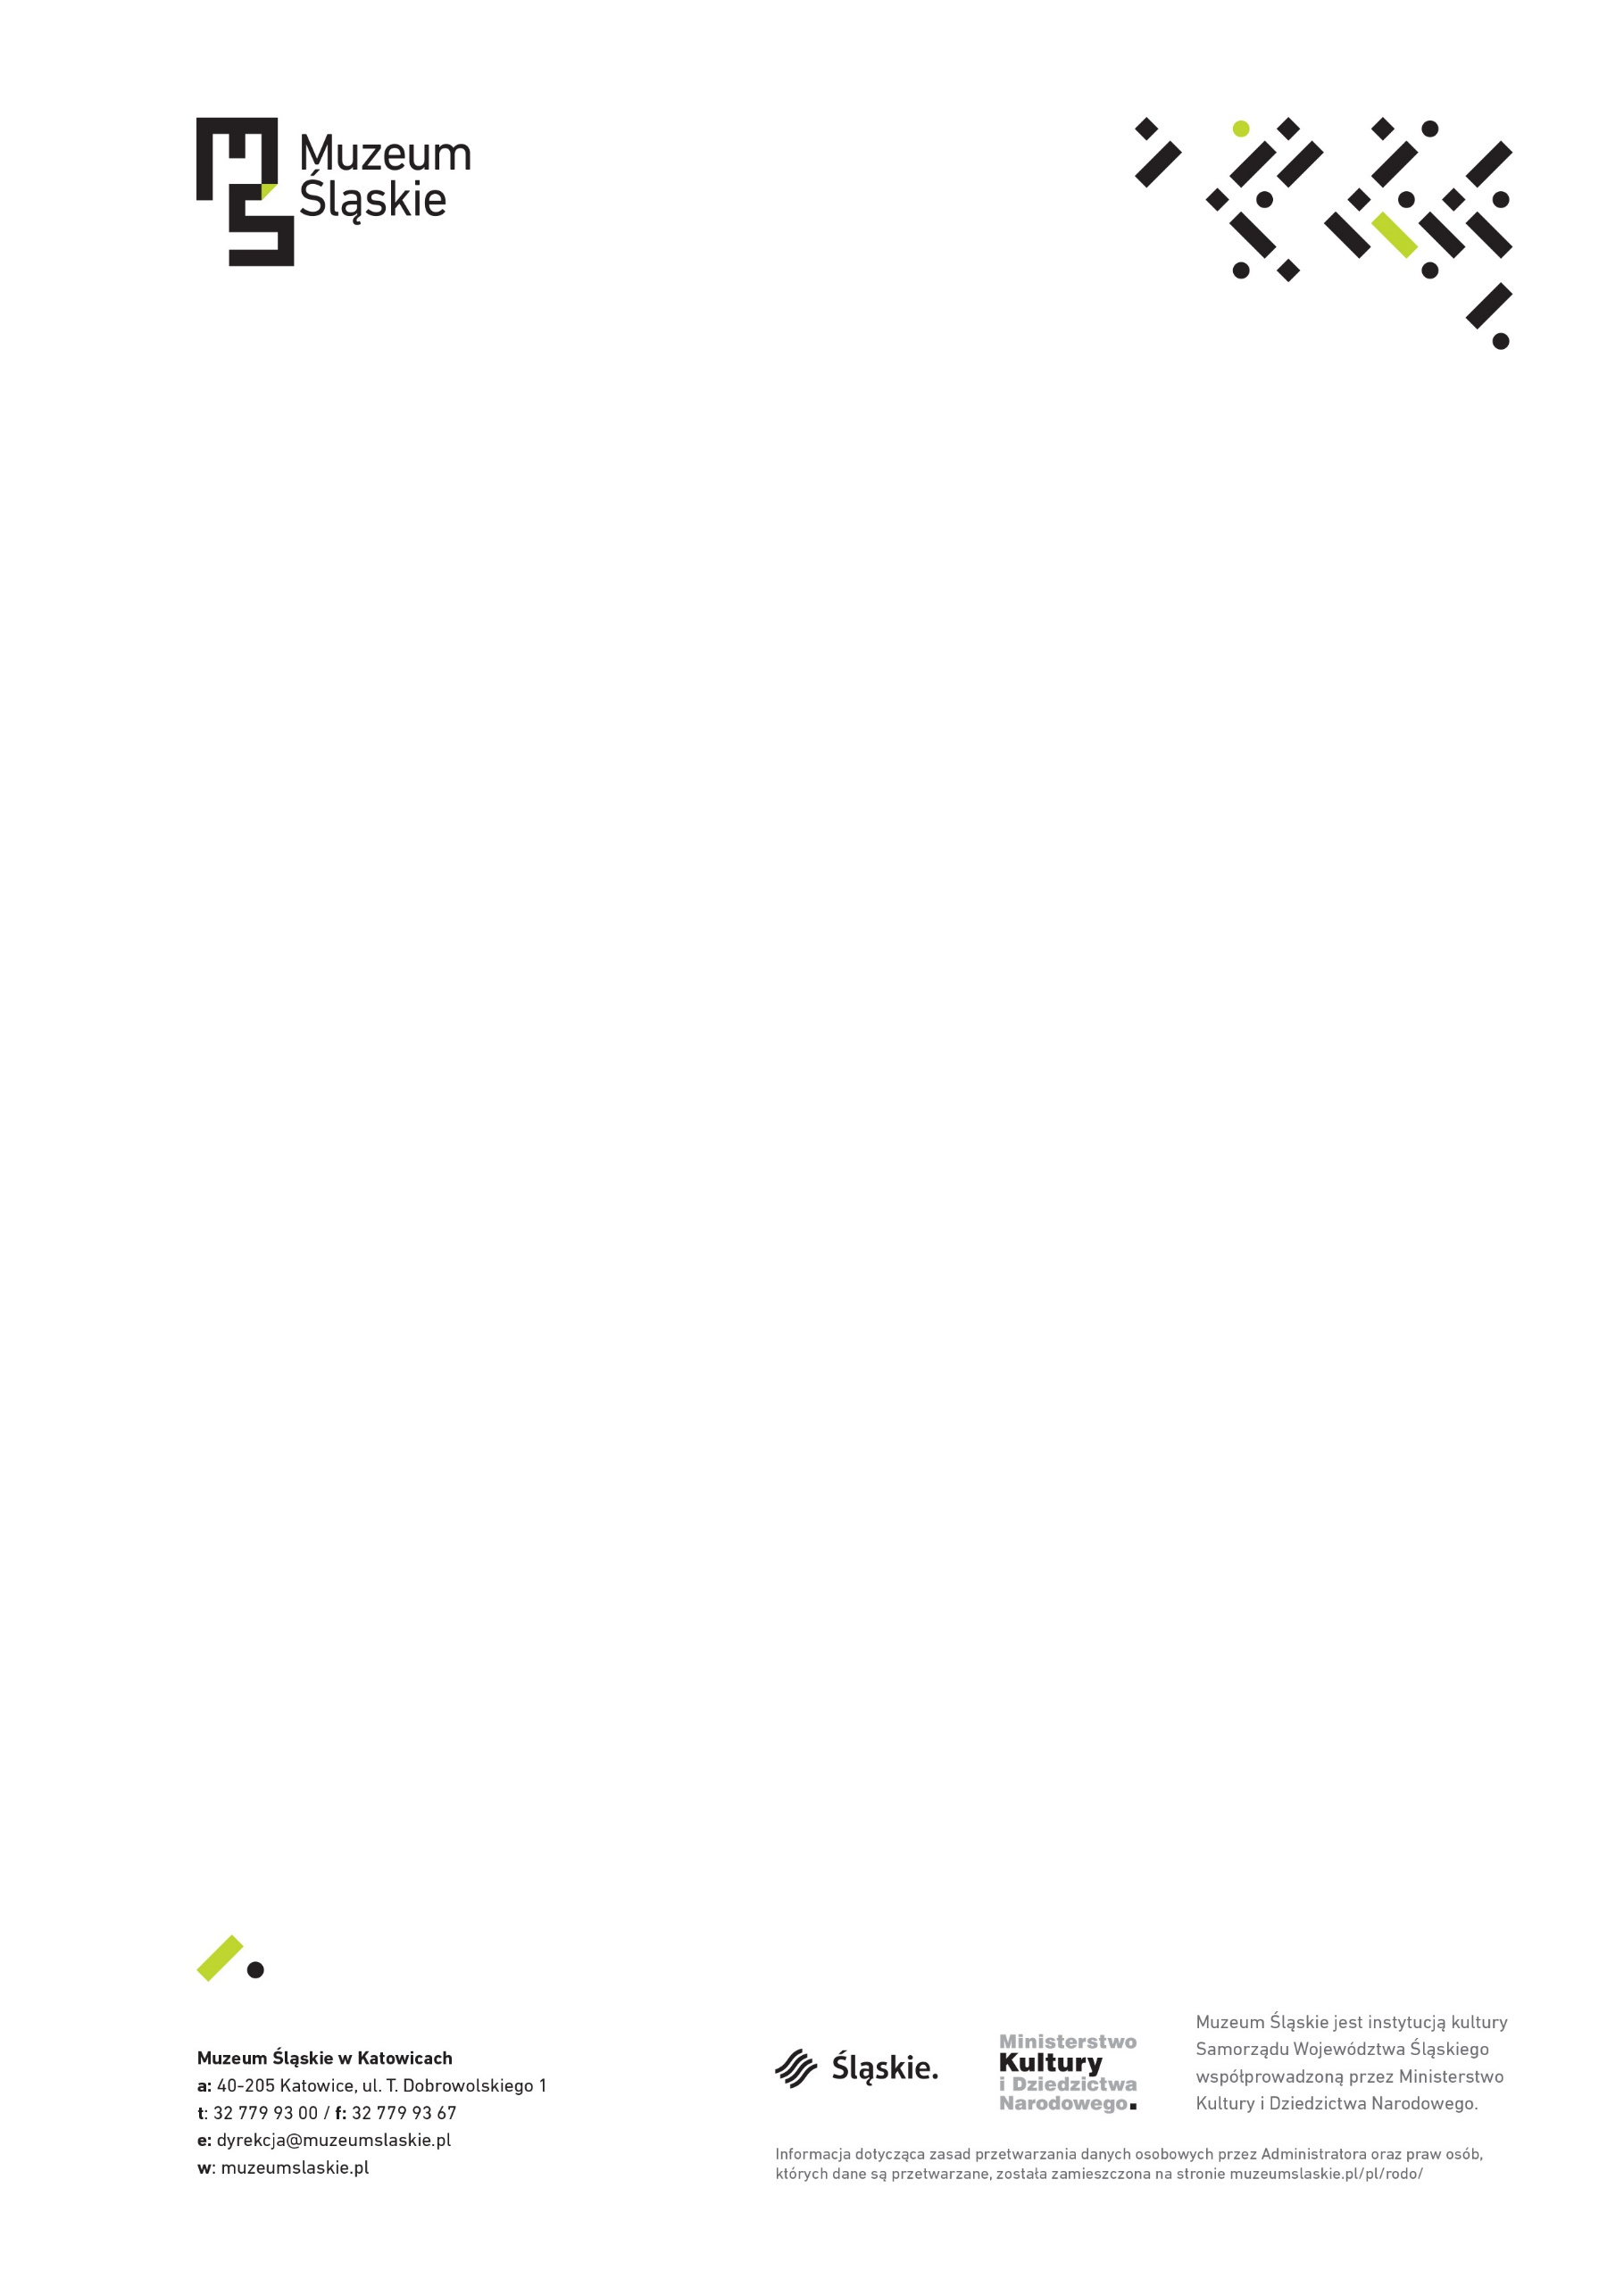 Muzeum
Śląskie
Muzeum Śląskie w Katowicach
a: 40-205 Katowice, ul. T. Dobrowolskiego 1
t: 32 779 93 00 / f: 32 779 93 67
e: dyrekcja@muzeumslaskie.pl
w: muzeumslaskie.pl
Śląskie.
Ministerstwo
Kultury
i Dziedzictwa
Narodowego.
Muzeum Śląskie jest instytucją kultury
Samorządu Województwa Śląskiego
współprowadzoną przez Ministerstwo
Kultury i Dziedzictwa Narodowego.
Informacja dotycząca zasad przetwarzania danych osobowych przez Administratora oraz praw osób,
których dane są przetwarzane, została zamieszczona na stronie muzeumslaskie.pl/pl/rodo/